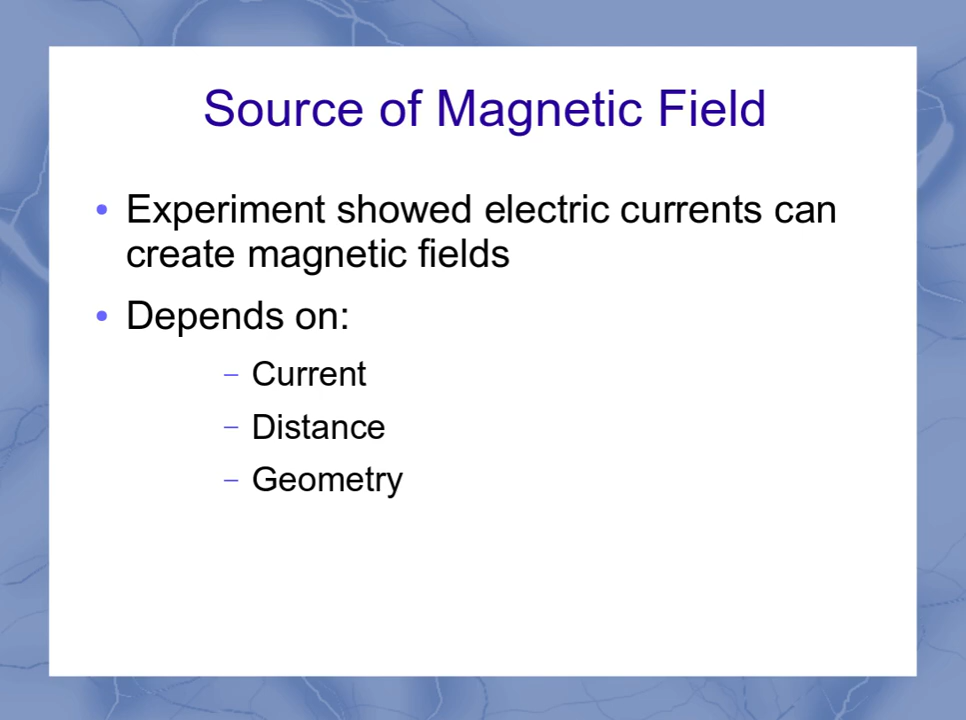 Source of Magnetic Field
• Experiment showed electric currents can
create magnetic fields
• Depends on:
– Current
– Distance
– Geometry